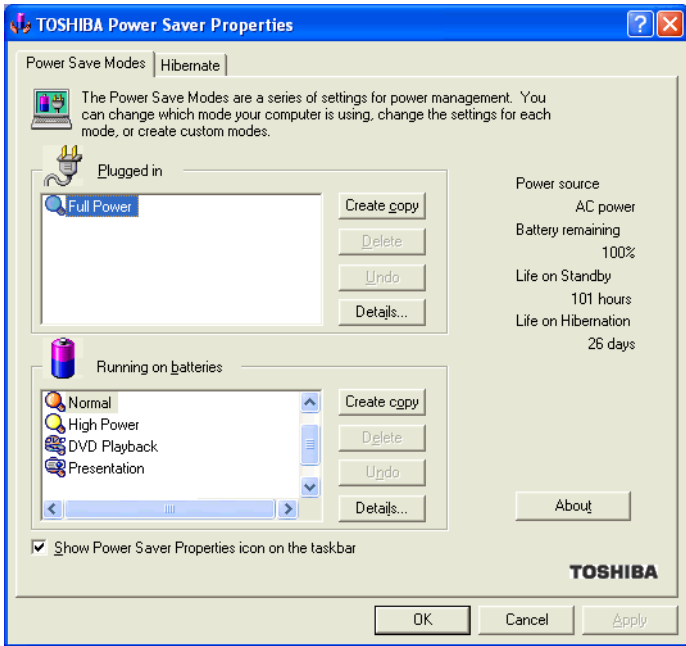 TOSHIBA Power Saver Properties
Power Save Modes
Hibernate
The Power Save Modes are a series of settings for power management. You
can change which mode your computer is using, change the settings for each
mode, or create custom modes.
Plugged in
Full Power
Create copy
Delete
Undo
Details...
Power source
AC power
Battery remaining
100%
Life on Standby
101 hours
Life on Hibernation
26 days
Running on batteries
Normal
High Power
DVD Playback
Presentation
Create copy
Delete
Undo
Details...
About
Show Power Saver Properties icon on the taskbar
TOSHIBA
OK
Cancel
Apply